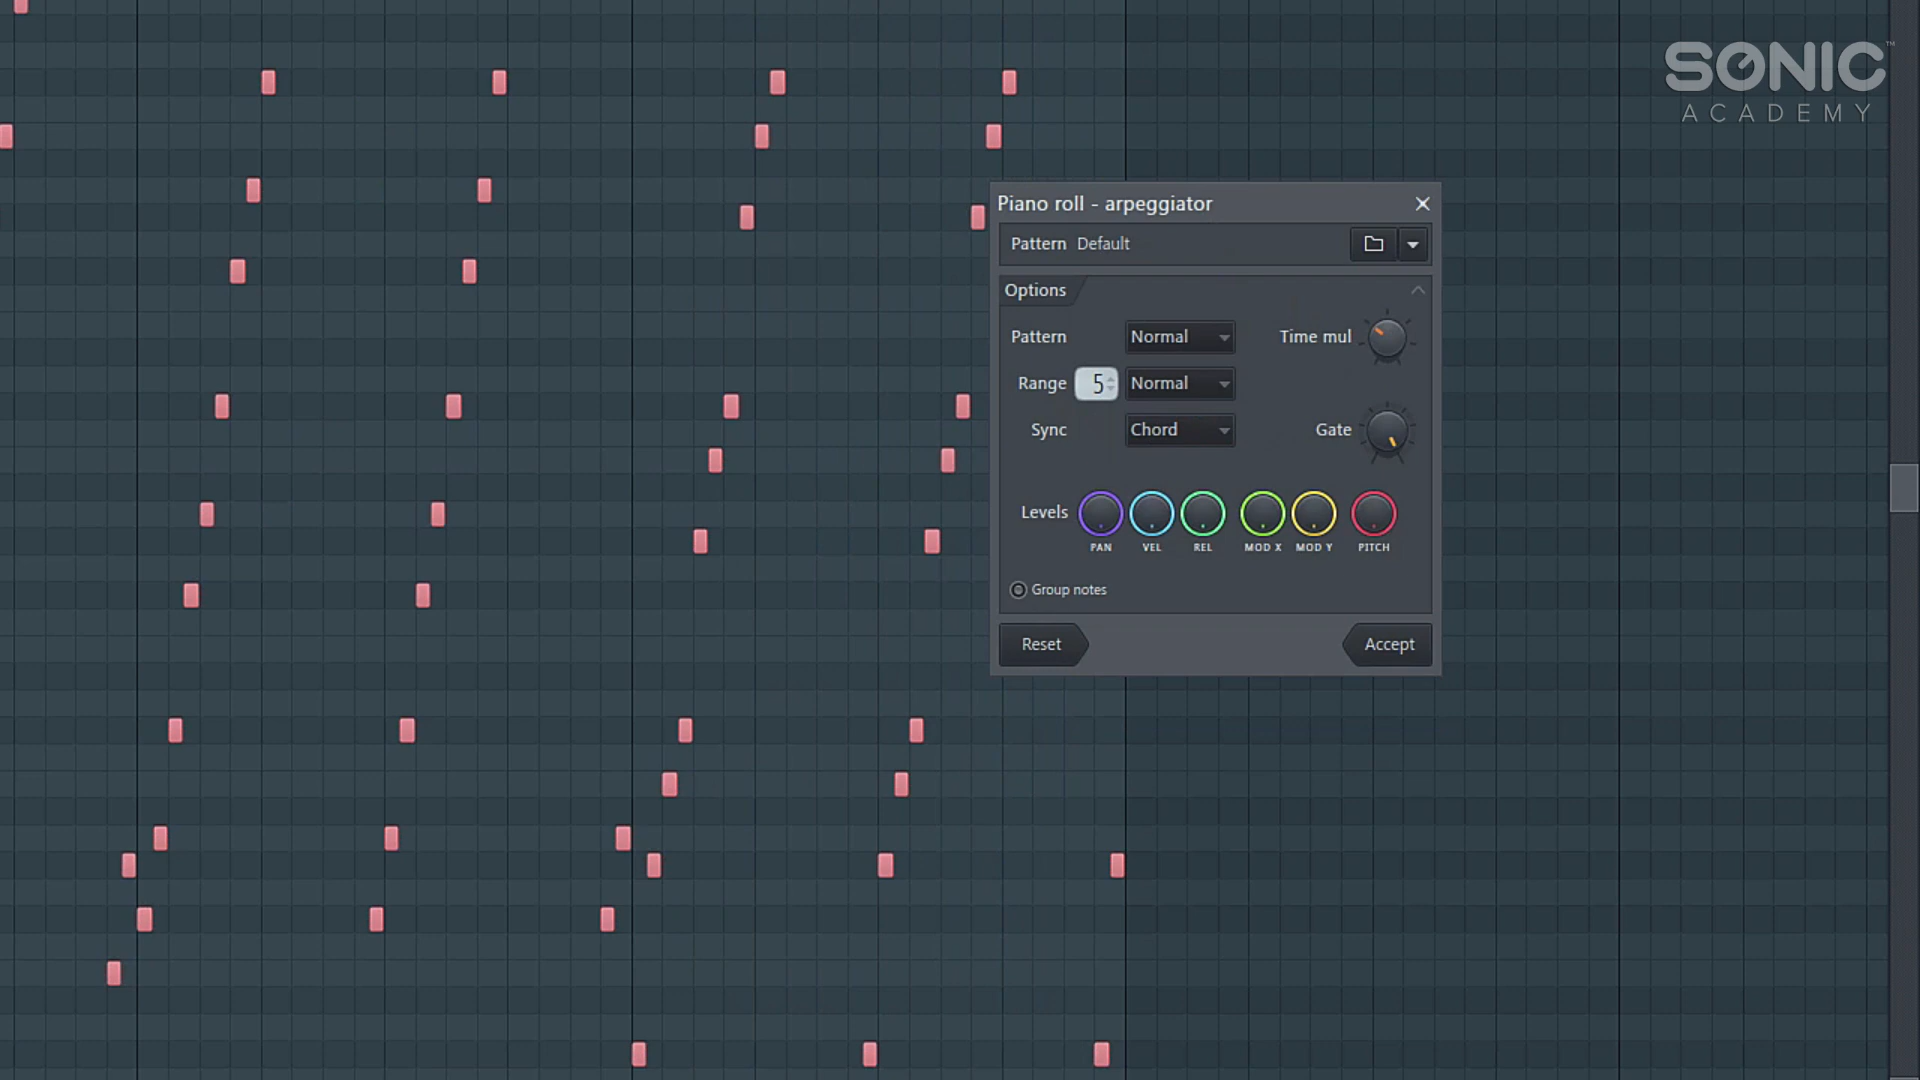 SONIC™
ACADEMY
Piano roll - arpeggiator
Pattern Default
Options
Pattern Normal Time mul
Range 5 Normal
Sync Chord Gate
Levels
PAN VEL REL MOD X MOD Y PITCH
Group notes
Reset Accept